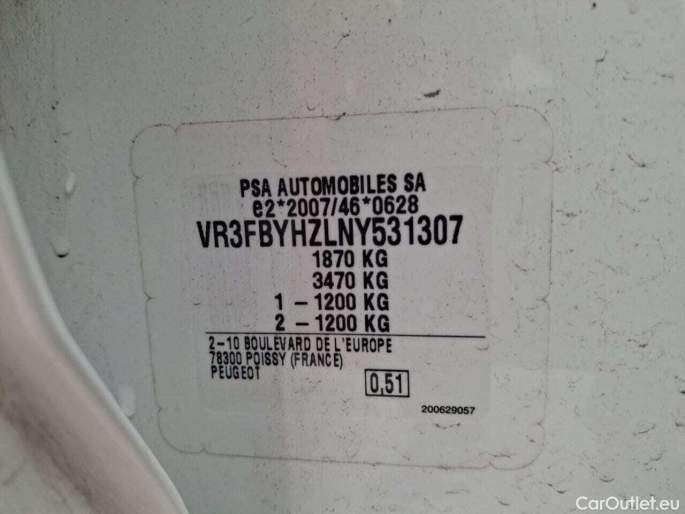 PSA AUTOMOBILES SA
e2*2007/46*0628
VR3FBYHZLNY531307
1870 KG
3470 KG
1 – 1200 KG
2 – 1200 KG
2–10 BOULEVARD DE L'EUROPE
78300 POISSY (FRANCE)
PEUGEOT
0,51
200629057
CarOutlet.eu